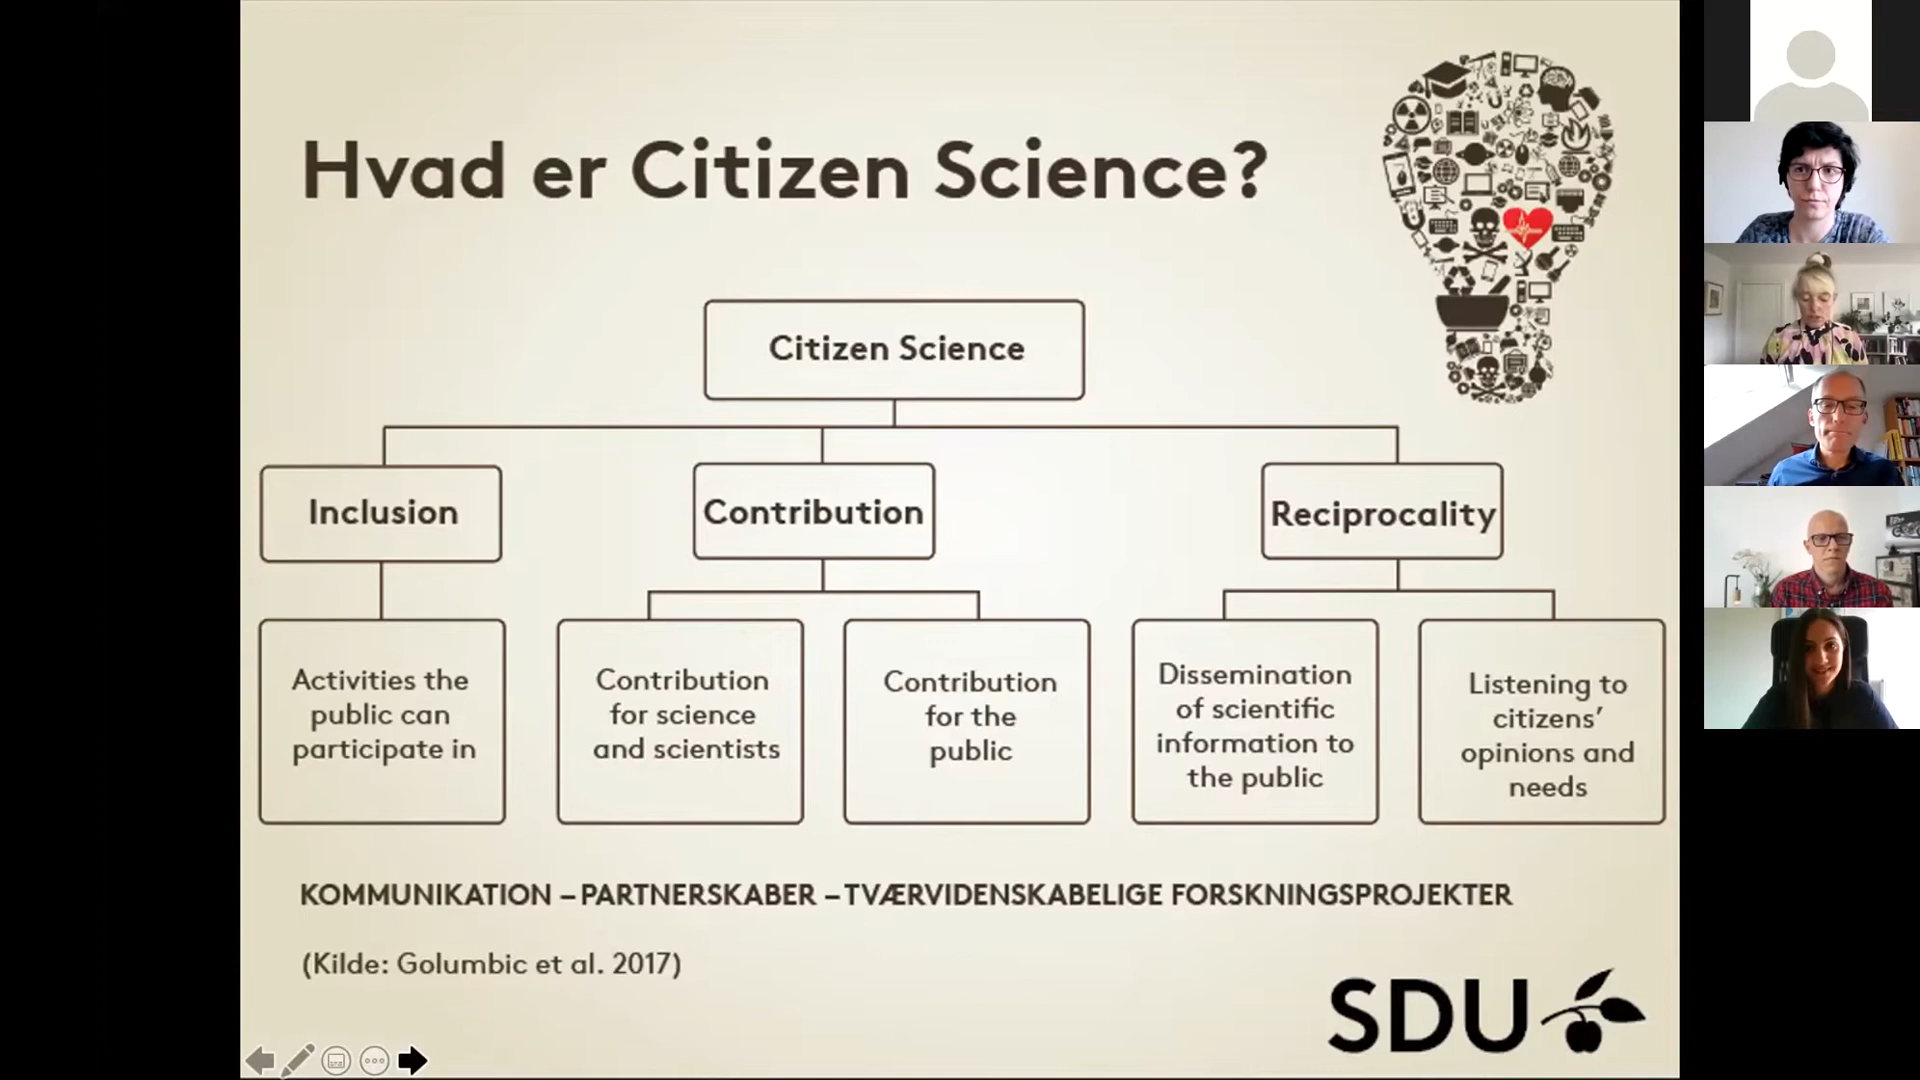 Hvad er Citizen Science?
Citizen Science
Inclusion
Contribution
Reciprocality
Activities the
public can
participate in
Contribution
for science
and scientists
Contribution
for the
public
Dissemination
of scientific
information to
the public
Listening to
citizens’
opinions and
needs
KOMMUNIKATION – PARTNERSKABER – TVÆRVIDENSKABELIGE FORSKNINGSPROJEKTER
(Kilde: Golumbic et al. 2017)
SDU